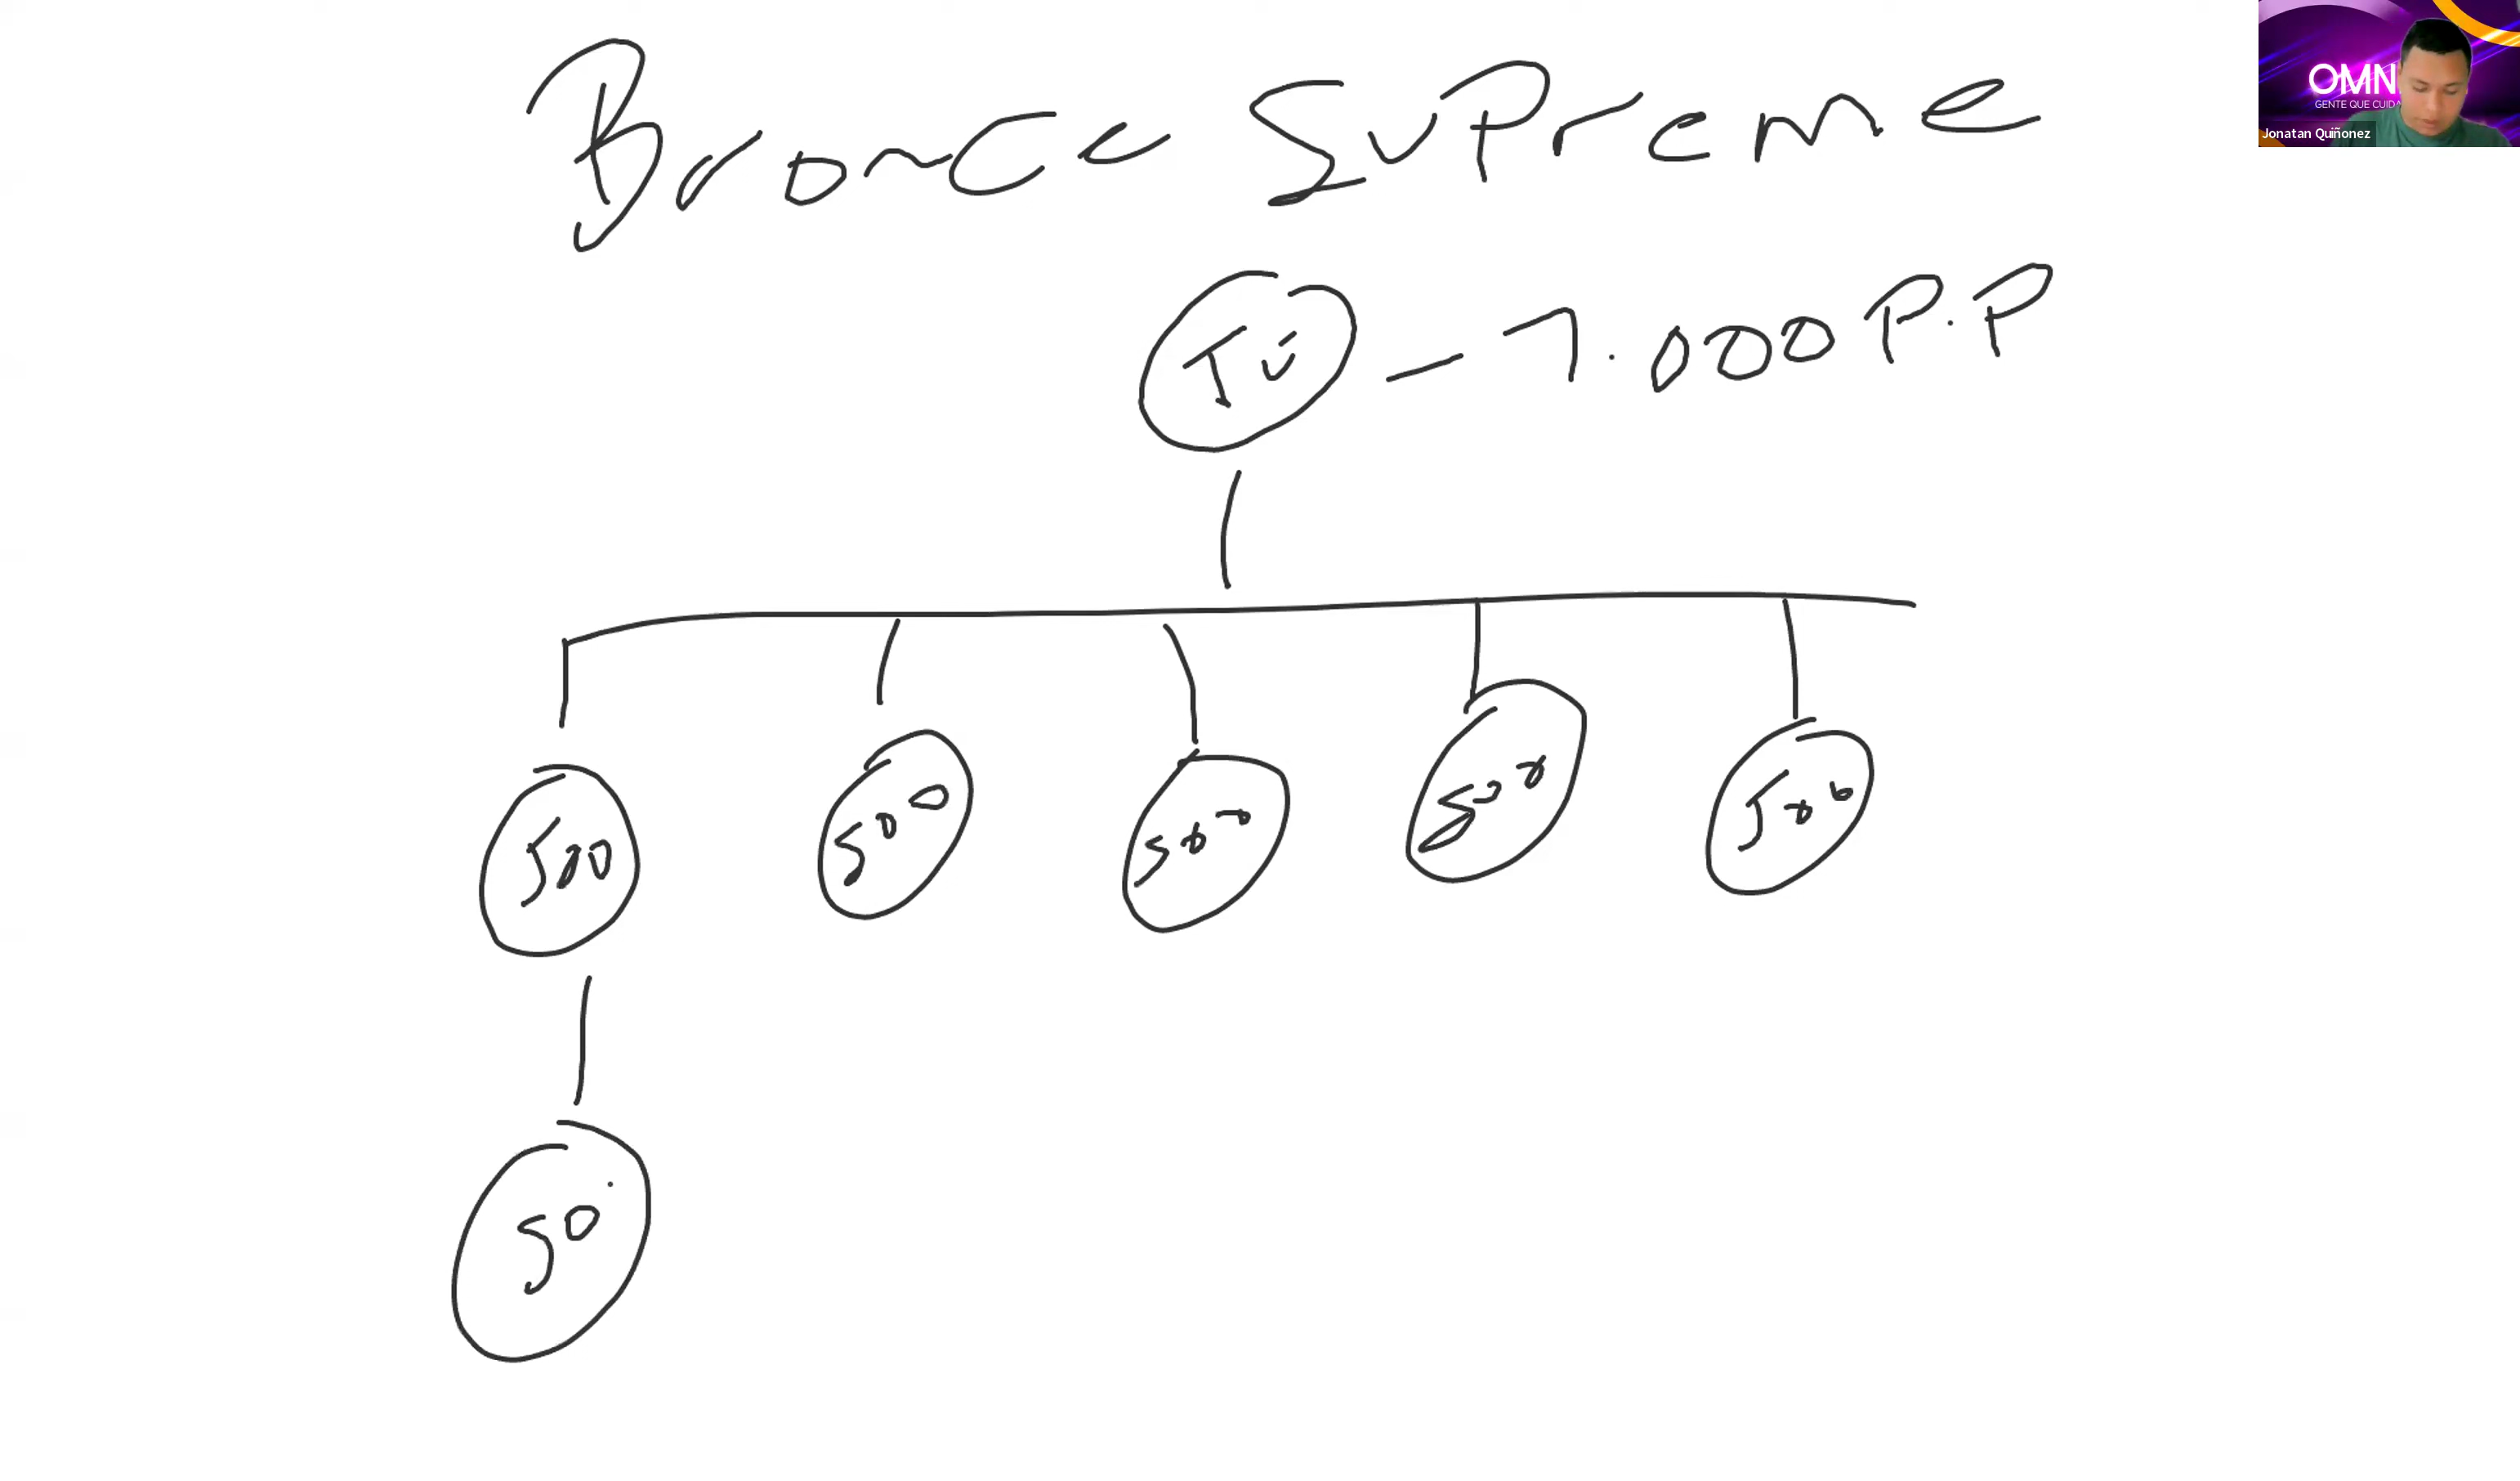 Bronce Supreme
OMN
GENTE QUE CUIDA
Jonatan Quiñonez
Tú - 7.000 P.P
500 500 500 500 500
50